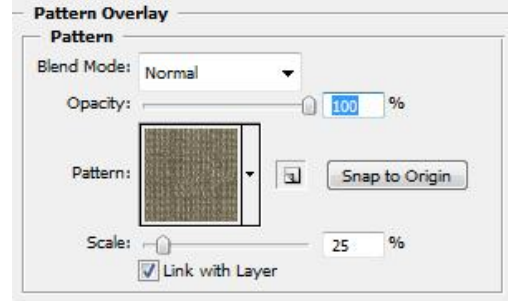 Pattern Overlay
Pattern
Blend Mode: Normal
Opacity: 100 %
Pattern: Snap to Origin
Scale: 25 %
Link with Layer